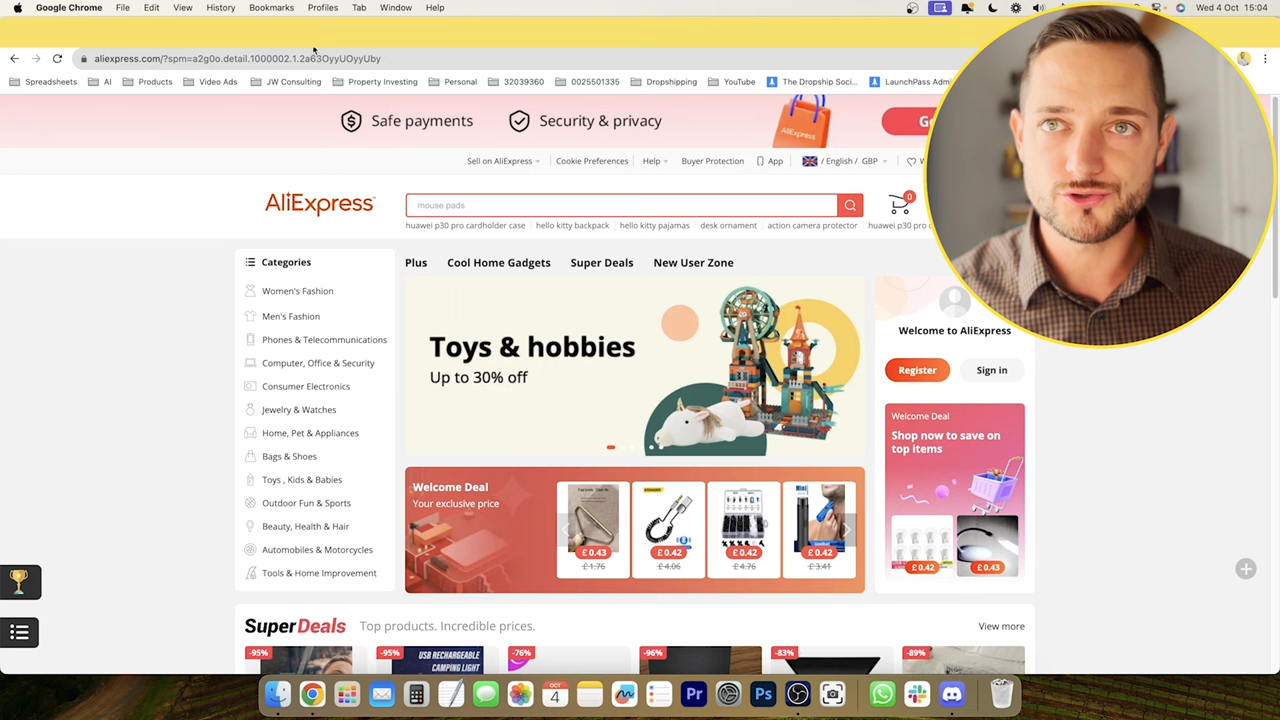 Google Chrome File Edit View History Bookmarks Profiles Tab Window Help Wed 4 Oct 15:04
aliexpress.com/?spm=a2g0o.detail.1000002.1.2a63OyyUOyyUby
Spreadsheets AI Products Video Ads JW Consulting Property Investing Personal 32039360 0025501335 Dropshipping YouTube The Dropship Soci... LaunchPass Admi
Safe payments Security & privacy AliExpress
Sell on AliExpress Cookie Preferences Help Buyer Protection App / English / GBP
AliExpress mouse pads 0
huawei p30 pro cardholder case hello kitty backpack hello kitty pajamas desk ornament action camera protector huawei p30 pro
Categories Plus Cool Home Gadgets Super Deals New User Zone
Women's Fashion
Men's Fashion
Phones & Telecommunications
Computer, Office & Security
Consumer Electronics
Jewelry & Watches
Home, Pet & Appliances
Bags & Shoes
Toys , Kids & Babies
Outdoor Fun & Sports
Beauty, Health & Hair
Automobiles & Motorcycles
Tools & Home Improvement
Toys & hobbies
Up to 30% off
Welcome to AliExpress
Register Sign in
Welcome Deal
Shop now to save on
top items
£ 0.42 £ 0.43
Welcome Deal
Your exclusive price
£ 0.43 £ 0.42 £ 0.42 £ 0.42
£ 1.76 £ 4.06 £ 4.76 £ 3.41
SuperDeals Top products. Incredible prices. View more
-95% -95% -76% -96% -83% -89%
USB RECHARGEABLE
CAMPING LIGHT
OCT
4 Pr Ps